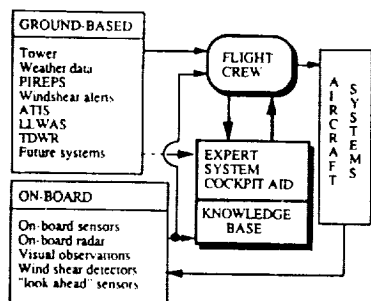 GROUND-BASED
Tower
Weather data
PIREPS
Windshear alerts
ATIS
LLWAS
TDWR
Future systems
ON-BOARD
On-board sensors
On-board radar
Visual observations
Wind shear detectors
"look ahead" sensors
FLIGHT
CREW
EXPERT
SYSTEM
COCKPIT AID
KNOWLEDGE
BASE
AIRCRAFT
SYSTEMS